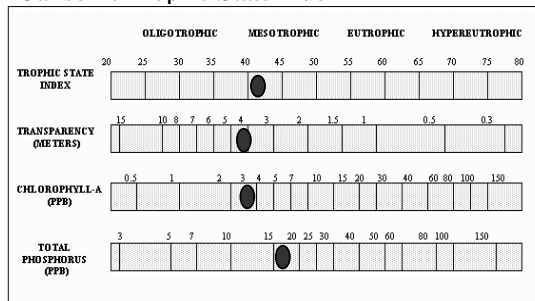 OLIGOTROPHIC MESOTROPHIC EUTROPHIC HYPEREUTROPHIC
20 25 30 35 40 45 50 55 60 65 70 75 80
TROPHIC STATE
INDEX
15 10 8 7 6 5 4 3 2 1.5 1 0.5 0.3
TRANSPARENCY
(METERS)
0.5 1 2 3 4 5 7 10 15 20 30 40 60 80 100 150
CHLOROPHYLL-A
(PPB)
3 5 7 10 15 20 25 30 40 50 60 80 100 150
TOTAL
PHOSPHORUS
(PPB)